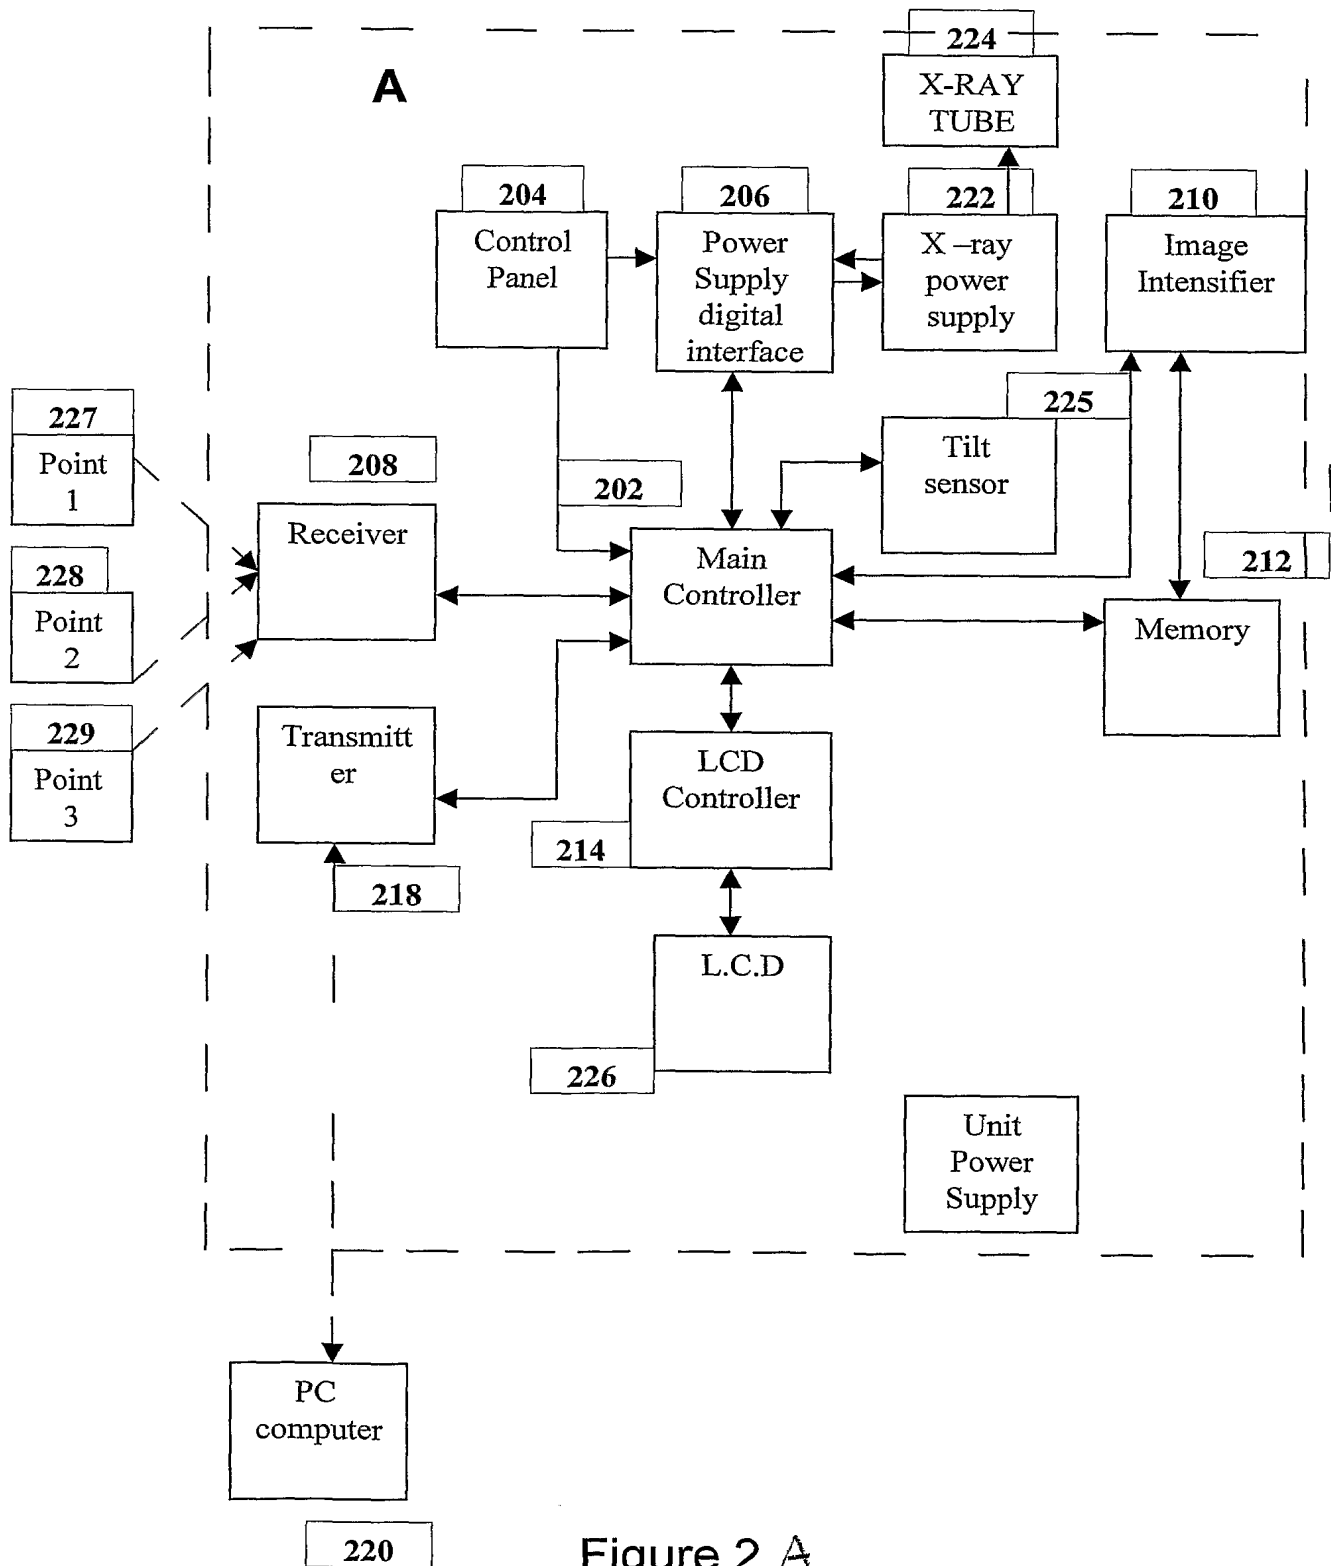 224
A
X-RAY
TUBE
204
206
222
210
Control
Panel
Power
Supply
digital
interface
X –ray
power
supply
Image
Intensifier
227
Point
1
208
202
225
Tilt
sensor
228
Point
2
Receiver
Main
Controller
212
Memory
229
Point
3
Transmitt
er
LCD
Controller
214
218
L.C.D
226
Unit
Power
Supply
PC
computer
220
Figure 2 A